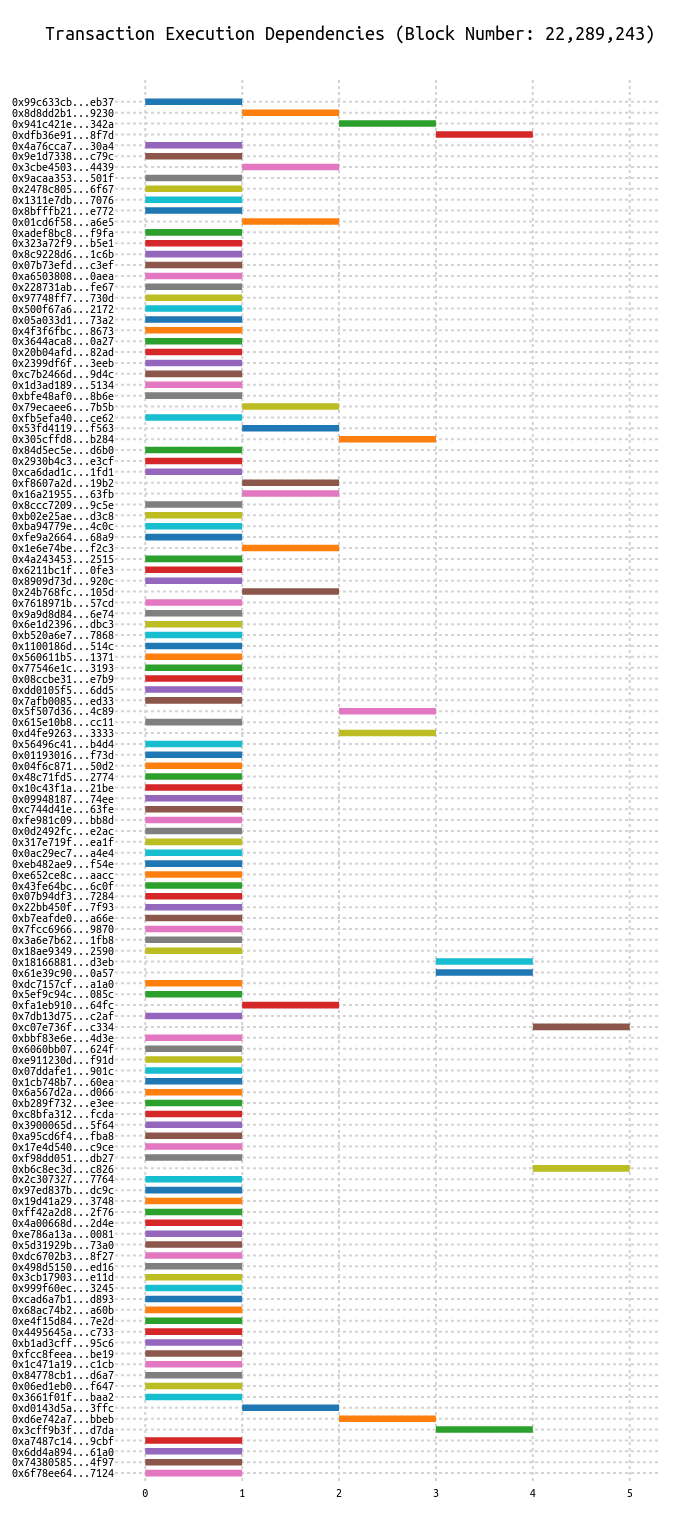 Transaction Execution Dependencies (Block Number: 22,289,243)
0x99c633cb...eb37
0x8d8dd2b1...9230
0x941c421e...342a
0xdfb36e91...8f7d
0x4a76cca7...30a4
0x9e1d7338...c79c
0x3cbe4503...4439
0x9acaa353...501f
0x2478c805...6f67
0x1311e7db...7076
0x8bfffb21...e772
0x01cd6f58...a6e5
0xadef8bc8...f9fa
0x323a72f9...b5e1
0x8c9228d6...1c6b
0x07b73efd...c3ef
0xa6503808...0aea
0x228731ab...fe67
0x97748ff7...730d
0x500f67a6...2172
0x05a033d1...73a2
0x4f3f6fbc...8673
0x3644aca8...0a27
0x20b04afd...82ad
0x2399df6f...3eeb
0xc7b2466d...9d4c
0x1d3ad189...5134
0xbfe48af0...8b6e
0x79ecaee6...7b5b
0xfb5efa40...ce62
0x53fd4119...f563
0x305cffd8...b284
0x84d5ec5e...d6b0
0x2930b4c3...e3cf
0xca6dad1c...1fd1
0xf8607a2d...19b2
0x16a21955...63fb
0x8ccc7209...9c5e
0xb02e25ae...d3c8
0xba94779e...4c0c
0xfe9a2664...68a9
0x1e6e74be...f2c3
0x4a243453...2515
0x6211bc1f...0fe3
0x8909d73d...920c
0x24b768fc...105d
0x7618971b...57cd
0x9a9d8d84...6e74
0x6e1d2396...dbc3
0xb520a6e7...7868
0x1100186d...514c
0x560611b5...1371
0x77546e1c...3193
0x08ccbe31...e7b9
0xdd0105f5...6dd5
0x7afb0085...ed33
0x5f507d36...4c89
0x615e10b8...cc11
0xd4fe9263...3333
0x56496c41...b4d4
0x01193016...f73d
0x04f6c871...50d2
0x48c71fd5...2774
0x10c43f1a...21be
0x09948187...74ee
0xc744d41e...63fe
0xfe981c09...bb8d
0x0d2492fc...e2ac
0x317e719f...ea1f
0x0ac29ec7...a4e4
0xeb482ae9...f54e
0xe652ce8c...aacc
0x43fe64bc...6c0f
0x07b94df3...7284
0x22bb450f...7f93
0xb7eafde0...a66e
0x7fcc6966...9870
0x3a6e7b62...1fb8
0x18ae9349...2590
0x18166881...d3eb
0x61e39c90...0a57
0xdc7157cf...a1a0
0x5ef9c94c...085c
0xfa1eb910...64fc
0x7db13d75...c2af
0xc07e736f...c334
0xbbf83e6e...4d3e
0x6060bb07...624f
0xe911230d...f91d
0x07ddafe1...901c
0x1cb748b7...60ea
0x6a567d2a...d066
0xb289f732...e3ee
0xc8bfa312...fcda
0x3900065d...5f64
0xa95cd6f4...fba8
0x17e4d540...c9ce
0xf98dd051...db27
0xb6c8ec3d...c826
0x2c307327...7764
0x97ed837b...dc9c
0x19d41a29...3748
0xff42a2d8...2f76
0x4a00668d...2d4e
0xe786a13a...0081
0x5d31929b...73a0
0xdc6702b3...8f27
0x498d5150...ed16
0x3cb17903...e11d
0x999f60ec...3245
0xcad6a7b1...d893
0x68ac74b2...a60b
0xe4f15d84...7e2d
0x4495645a...c733
0xb1ad3cff...95c6
0xfcc8feea...be19
0x1c471a19...c1cb
0x84778cb1...d6a7
0x06ed1eb0...f647
0x3661f01f...baa2
0xd0143d5a...3ffc
0xd6e742a7...bbeb
0x3cff9b3f...d7da
0xa7487c14...9cbf
0x6dd4a894...61a0
0x74380585...4f97
0x6f78ee64...7124
0 1 2 3 4 5